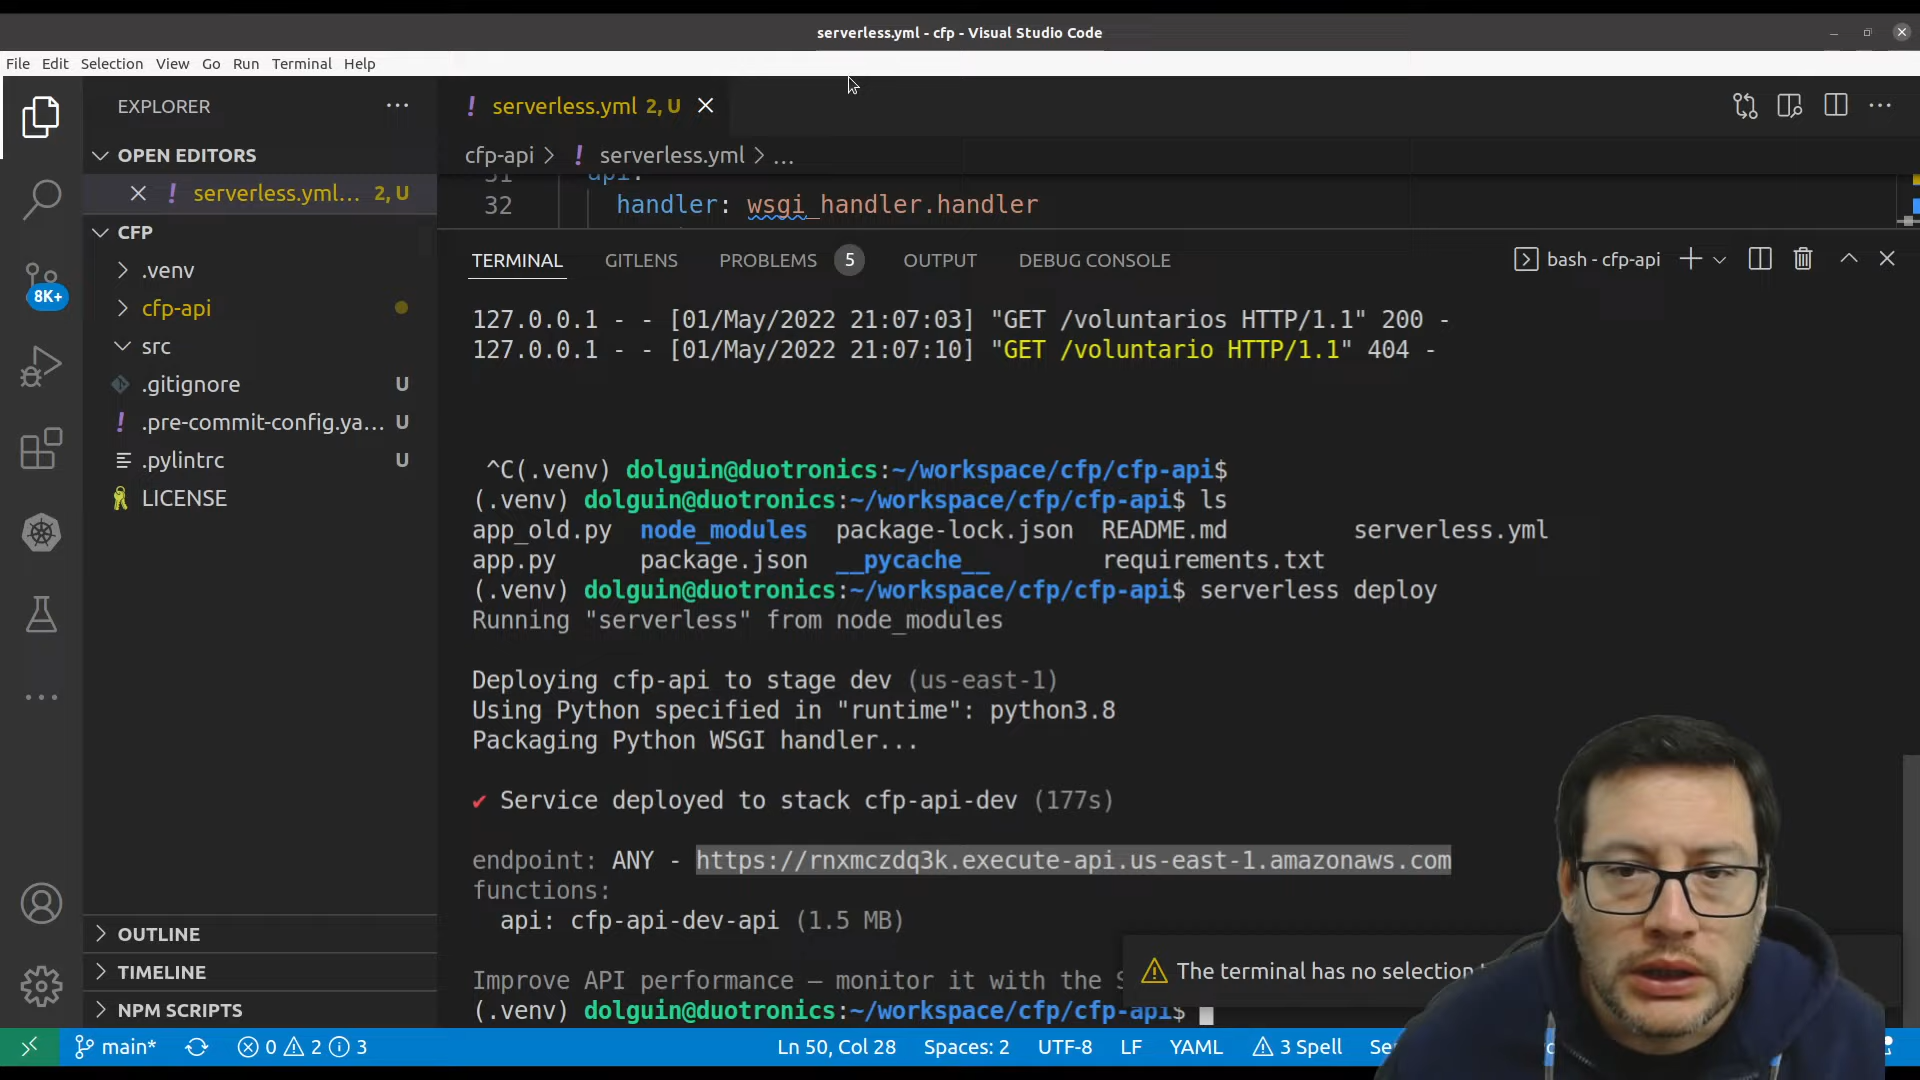 serverless.yml - cfp - Visual Studio Code
File Edit Selection View Go Run Terminal Help
EXPLORER
OPEN EDITORS
! serverless.yml... 2, U
CFP
.venv
cfp-api
src
.gitignore U
! .pre-commit-config.ya... U
.pylintrc U
LICENSE
8K+
OUTLINE
TIMELINE
NPM SCRIPTS
! serverless.yml 2, U
cfp-api > ! serverless.yml > ...
31 api:
32 handler: wsgi_handler.handler
TERMINAL GITLENS PROBLEMS 5 OUTPUT DEBUG CONSOLE
bash - cfp-api
127.0.0.1 - - [01/May/2022 21:07:03] "GET /voluntarios HTTP/1.1" 200 -
127.0.0.1 - - [01/May/2022 21:07:10] "GET /voluntario HTTP/1.1" 404 -
^C(.venv) dolguin@duotronics:~/workspace/cfp/cfp-api$
(.venv) dolguin@duotronics:~/workspace/cfp/cfp-api$ ls
app_old.py node_modules package-lock.json README.md serverless.yml
app.py package.json __pycache__ requirements.txt
(.venv) dolguin@duotronics:~/workspace/cfp/cfp-api$ serverless deploy
Running "serverless" from node_modules
Deploying cfp-api to stage dev (us-east-1)
Using Python specified in "runtime": python3.8
Packaging Python WSGI handler...
✔ Service deployed to stack cfp-api-dev (177s)
endpoint: ANY - https://rnxmczdq3k.execute-api.us-east-1.amazonaws.com
functions:
api: cfp-api-dev-api (1.5 MB)
Improve API performance — monitor it with the
(.venv) dolguin@duotronics:~/workspace/cfp/cfp-api$
The terminal has no selection
main* 0 2 3 Ln 50, Col 28 Spaces: 2 UTF-8 LF YAML 3 Spell